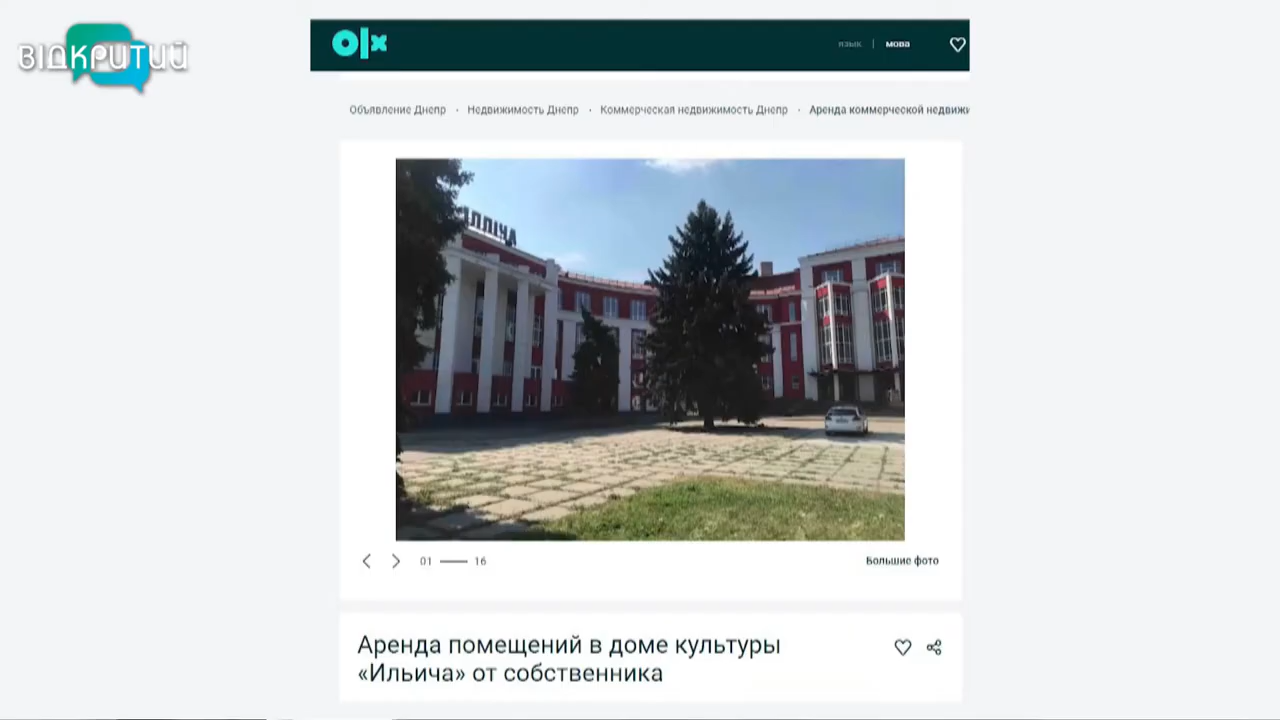 ВІДКРИТИЙ
olx
язык | мова
Объявление Днепр · Недвижимость Днепр · Коммерческая недвижимость Днепр · Аренда коммерческой недвижи
ІЛЛІЧА
01 — 16
Большие фото
Аренда помещений в доме культуры
«Ильича» от собственника